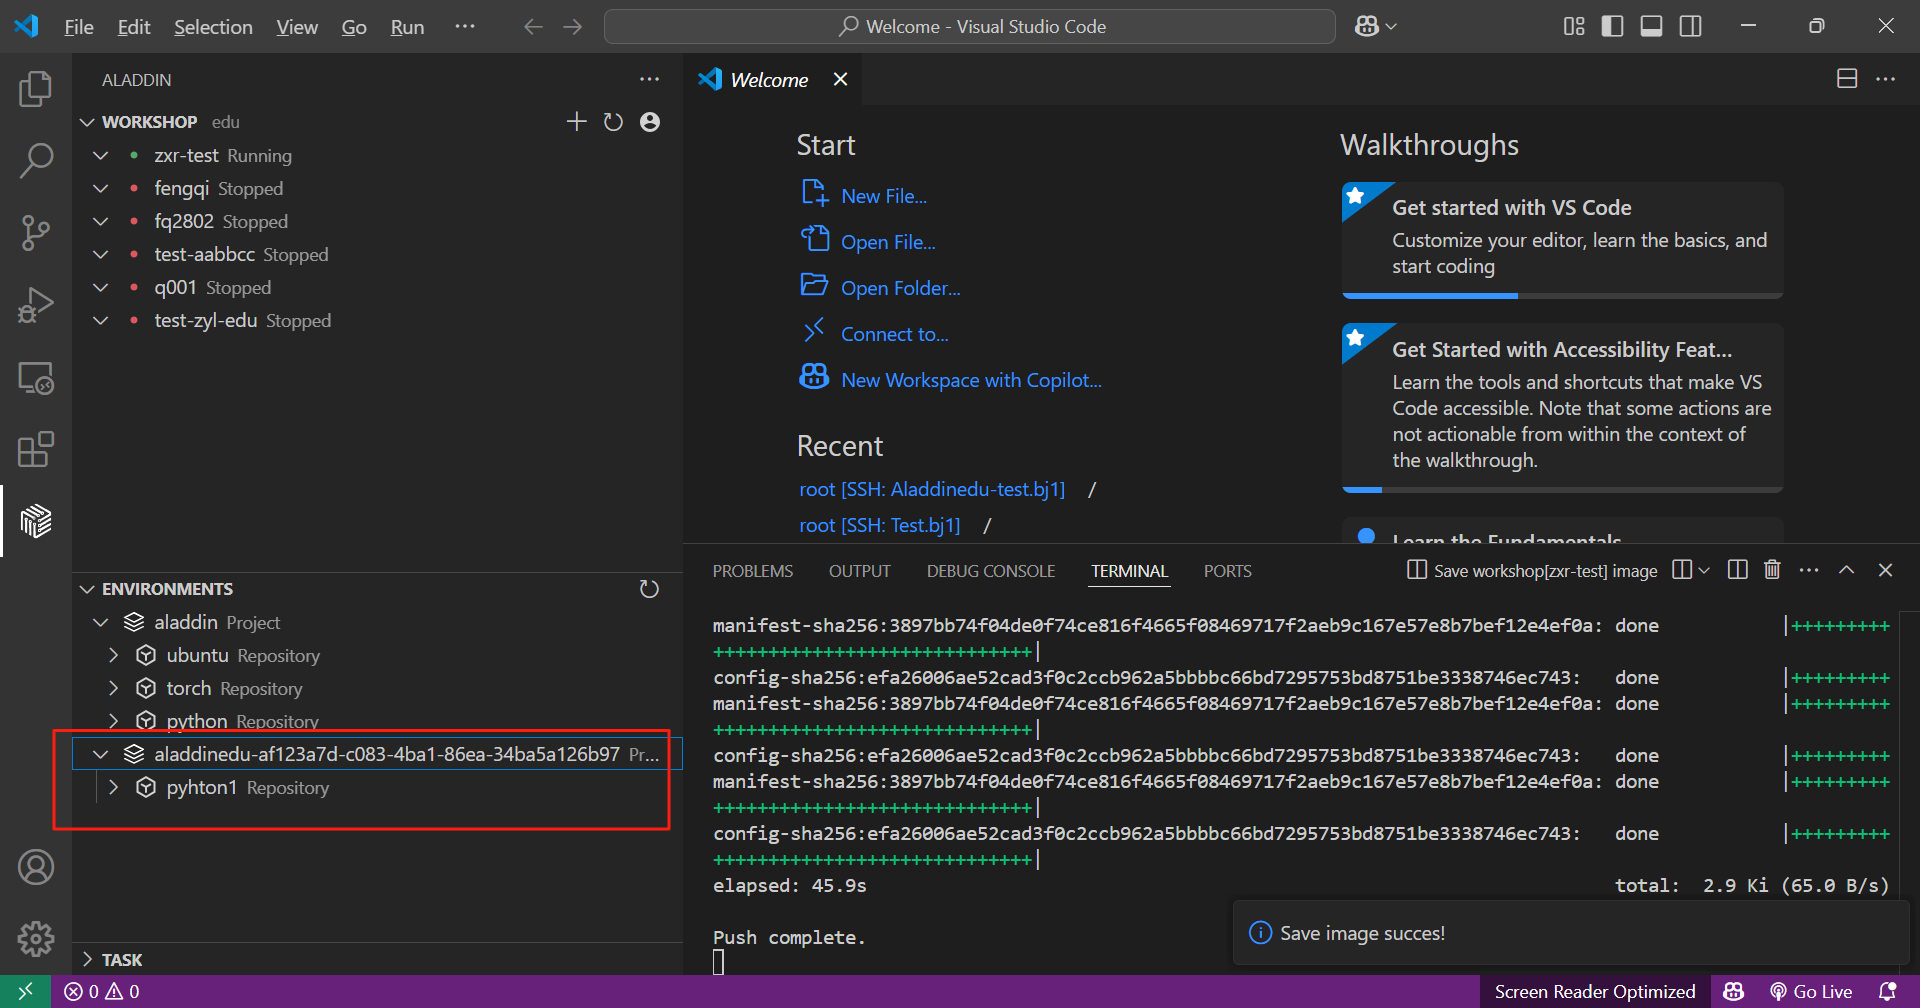 File Edit Selection View Go Run ···
Welcome - Visual Studio Code
ALADDIN
WORKSHOP edu
zxr-test Running
fengqi Stopped
fq2802 Stopped
test-aabbcc Stopped
q001 Stopped
test-zyl-edu Stopped
ENVIRONMENTS
aladdin Project
ubuntu Repository
torch Repository
python Repository
aladdinedu-af123a7d-c083-4ba1-86ea-34ba5a126b97 Pr...
pyhton1 Repository
TASK
Welcome
Start
New File...
Open File...
Open Folder...
Connect to...
New Workspace with Copilot...
Recent
root [SSH: Aladdinedu-test.bj1] /
root [SSH: Test.bj1] /
Walkthroughs
Get started with VS Code
Customize your editor, learn the basics, and
start coding
Get Started with Accessibility Feat...
Learn the tools and shortcuts that make VS
Code accessible. Note that some actions are
not actionable from within the context of
the walkthrough.
Learn the Fundamentals
PROBLEMS OUTPUT DEBUG CONSOLE TERMINAL PORTS
Save workshop[zxr-test] image
manifest-sha256:3897bb74f04de0f74ce816f4665f08469717f2aeb9c167e57e8b7bef12e4ef0a: done |+++++++++
+++++++++++++++++++++++++++++|
config-sha256:efa26006ae52cad3f0c2ccb962a5bbbbc66bd7295753bd8751be3338746ec743: done |+++++++++
manifest-sha256:3897bb74f04de0f74ce816f4665f08469717f2aeb9c167e57e8b7bef12e4ef0a: done |+++++++++
+++++++++++++++++++++++++++++|
config-sha256:efa26006ae52cad3f0c2ccb962a5bbbbc66bd7295753bd8751be3338746ec743: done |+++++++++
manifest-sha256:3897bb74f04de0f74ce816f4665f08469717f2aeb9c167e57e8b7bef12e4ef0a: done |+++++++++
+++++++++++++++++++++++++++++|
config-sha256:efa26006ae52cad3f0c2ccb962a5bbbbc66bd7295753bd8751be3338746ec743: done |+++++++++
+++++++++++++++++++++++++++++|
elapsed: 45.9s total: 2.9 Ki (65.0 B/s)
Push complete.
Save image succes!
0 0
Screen Reader Optimized
Go Live